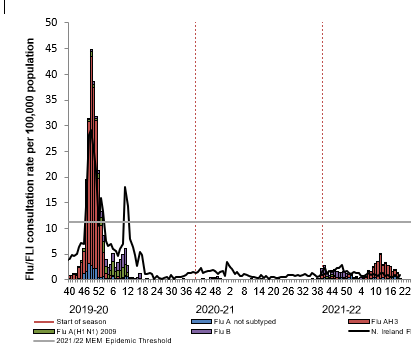 Flu/FLI consultation rate per 100,000 population
50
45
40
35
30
25
20
15
10
5
0
40 46 52 6 12 18 24 30 36 42 48 2 8 14 20 26 32 38 44 50 4 10 16 22
2019-20 2020-21 2021-22
Start of season Flu A not subtyped Flu AH3
Flu A(H1N1) 2009 Flu B N. Ireland Fl
2021/22 MEM Epidemic Threshold